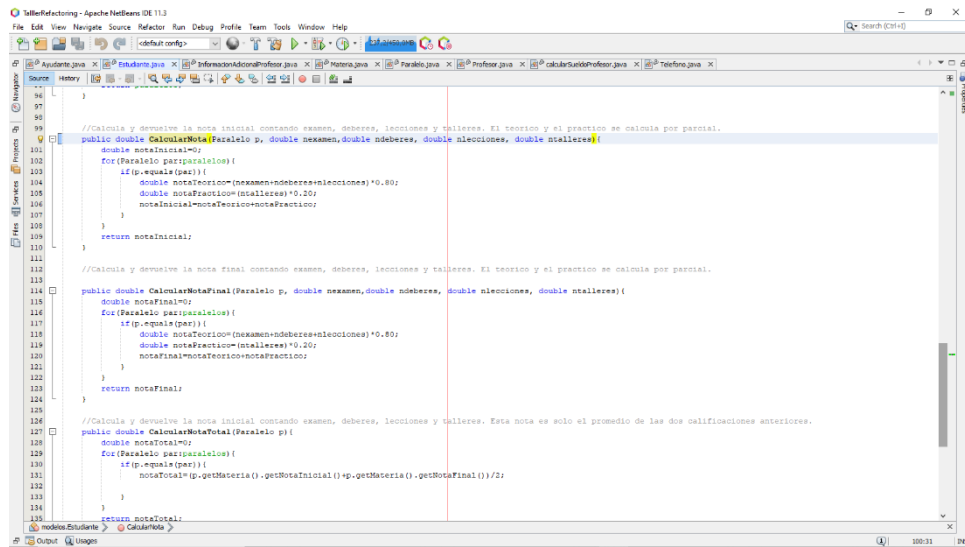 TalllerRefactoring - Apache NetBeans IDE 11.3
File Edit View Navigate Source Refactor Run Debug Profile Team Tools Window Help
Search (Ctrl+I)
<default config>
Ayudante.java Estudiante.java InformacionAdicionalProfesor.java Materia.java Paralelo.java Profesor.java calcularSueldoProfesor.java Telefono.java
Source History
96 }
97
98
99 //Calcula y devuelve la nota inicial contando examen, deberes, lecciones y talleres. El teorico y el practico se calcula por parcial.
public double CalcularNota(Paralelo p, double nexamen,double ndeberes, double nlecciones, double ntalleres){
101 double notaInicial=0;
102 for(Paralelo par:paralelos){
103 if(p.equals(par)){
104 double notaTeorico=(nexamen+ndeberes+nlecciones)*0.80;
105 double notaPractico=(ntalleres)*0.20;
106 notaInicial=notaTeorico+notaPractico;
107 }
108 }
109 return notaInicial;
110 }
111
112 //Calcula y devuelve la nota final contando examen, deberes, lecciones y talleres. El teorico y el practico se calcula por parcial.
113
114 public double CalcularNotaFinal(Paralelo p, double nexamen,double ndeberes, double nlecciones, double ntalleres){
115 double notaFinal=0;
116 for(Paralelo par:paralelos){
117 if(p.equals(par)){
118 double notaTeorico=(nexamen+ndeberes+nlecciones)*0.80;
119 double notaPractico=(ntalleres)*0.20;
120 notaFinal=notaTeorico+notaPractico;
121 }
122 }
123 return notaFinal;
124 }
125
126 //Calcula y devuelve la nota inicial contando examen, deberes, lecciones y talleres. Esta nota es solo el promedio de las dos calificaciones anteriores.
127 public double CalcularNotaTotal(Paralelo p){
128 double notaTotal=0;
129 for(Paralelo par:paralelos){
130 if(p.equals(par)){
131 notaTotal=(p.getMateria().getNotaInicial()+p.getMateria().getNotaFinal())/2;
132
133 }
134 }
135 return notaTotal;
modelos.Estudiante CalcularNota
Output Usages
100:31
Navigator
Projects
Services
Files
Properties